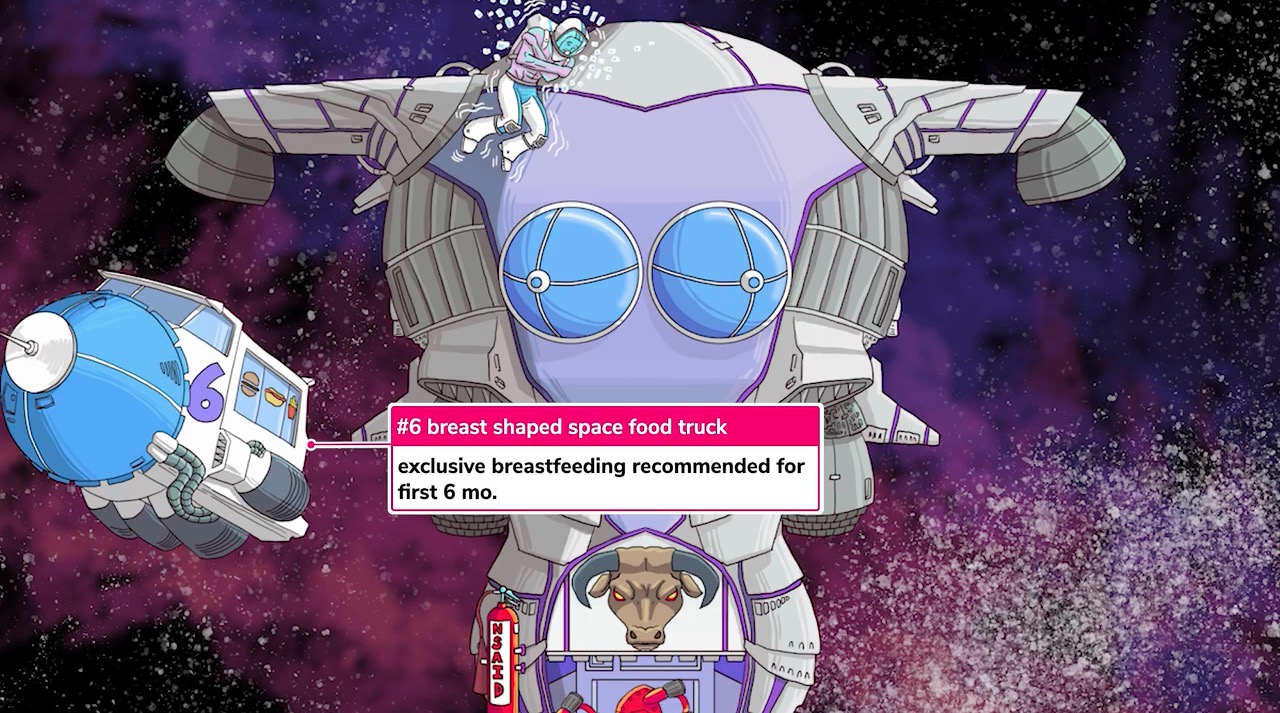 6
#6 breast shaped space food truck
exclusive breastfeeding recommended for
first 6 mo.
NSAID